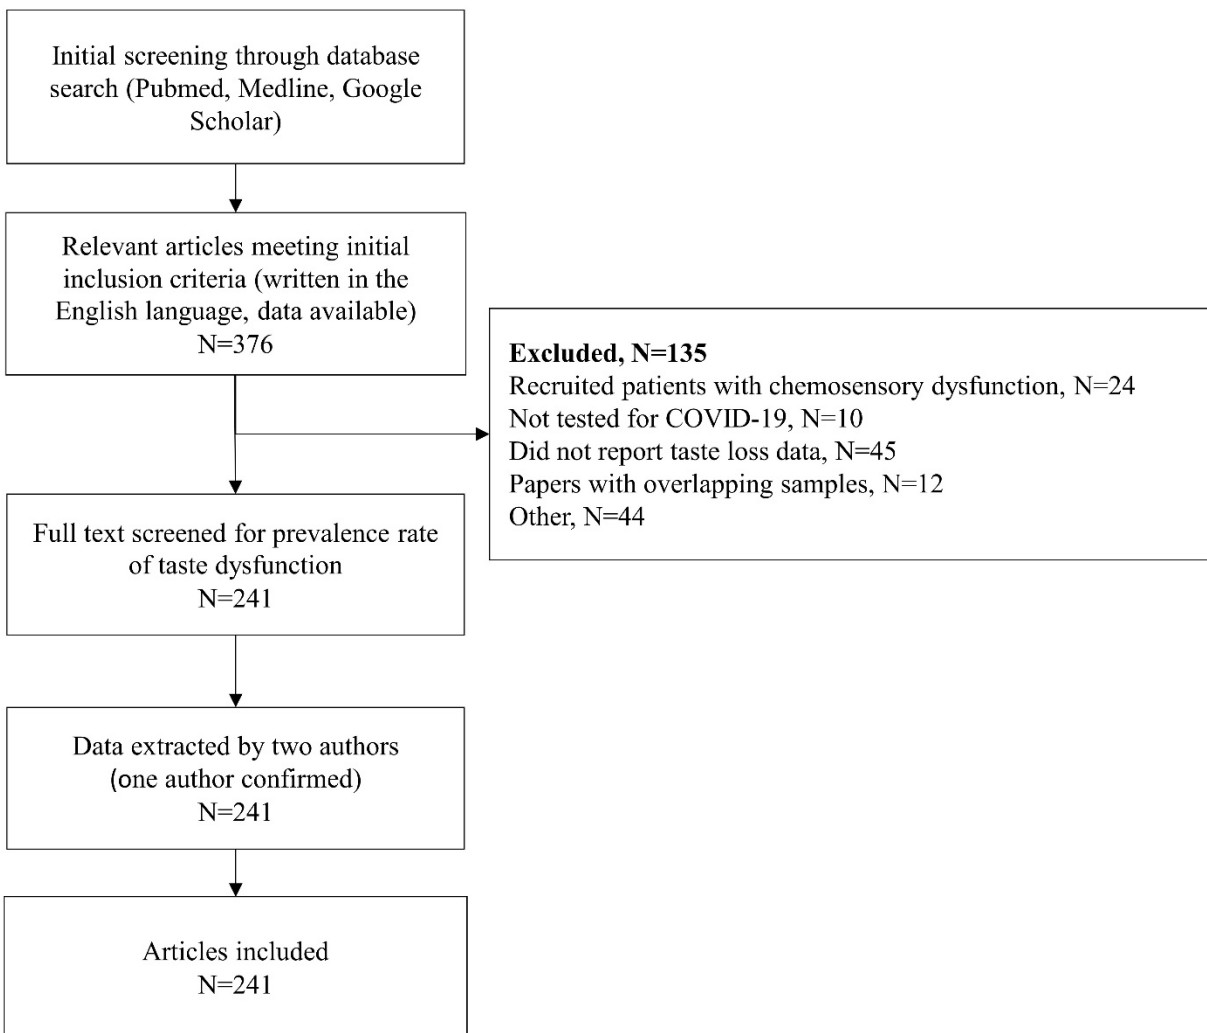 Initial screening through database
search (Pubmed, Medline, Google
Scholar)
Relevant articles meeting initial
inclusion criteria (written in the
English language, data available)
N=376
Excluded, N=135
Recruited patients with chemosensory dysfunction, N=24
Not tested for COVID-19, N=10
Did not report taste loss data, N=45
Papers with overlapping samples, N=12
Other, N=44
Full text screened for prevalence rate
of taste dysfunction
N=241
Data extracted by two authors
(one author confirmed)
N=241
Articles included
N=241